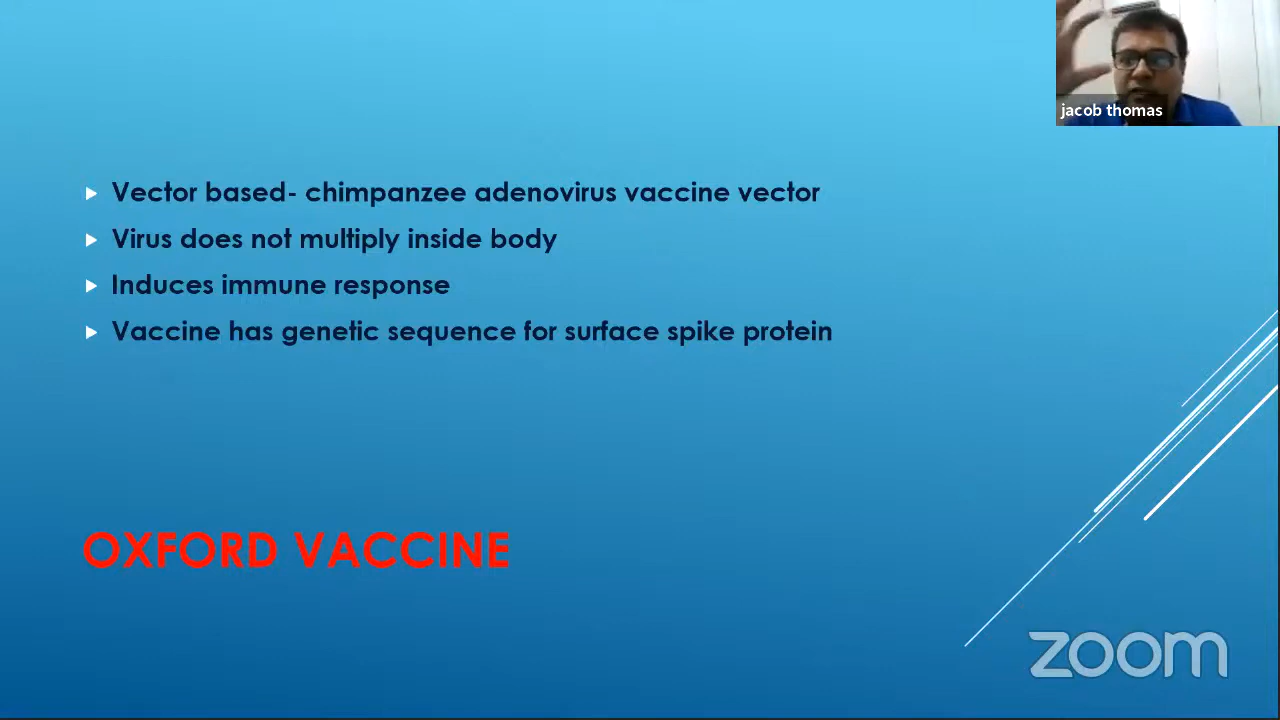 jacob thomas
Vector based- chimpanzee adenovirus vaccine vector
Virus does not multiply inside body
Induces immune response
Vaccine has genetic sequence for surface spike protein
OXFORD VACCINE
zoom